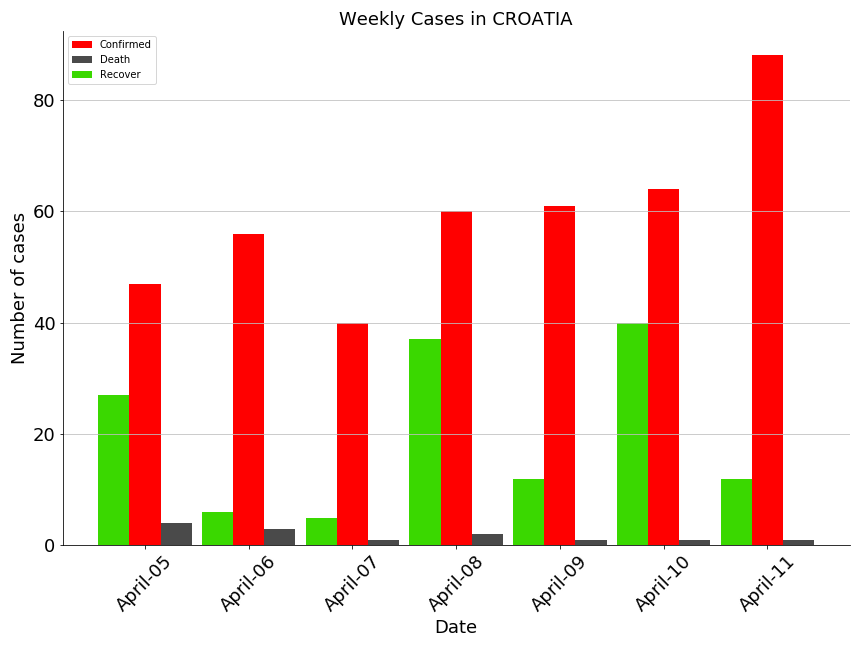 Weekly Cases in CROATIA
Confirmed
Death
Recover
Number of cases
80
60
40
20
0
April-05
April-06
April-07
April-08
April-09
April-10
April-11
Date